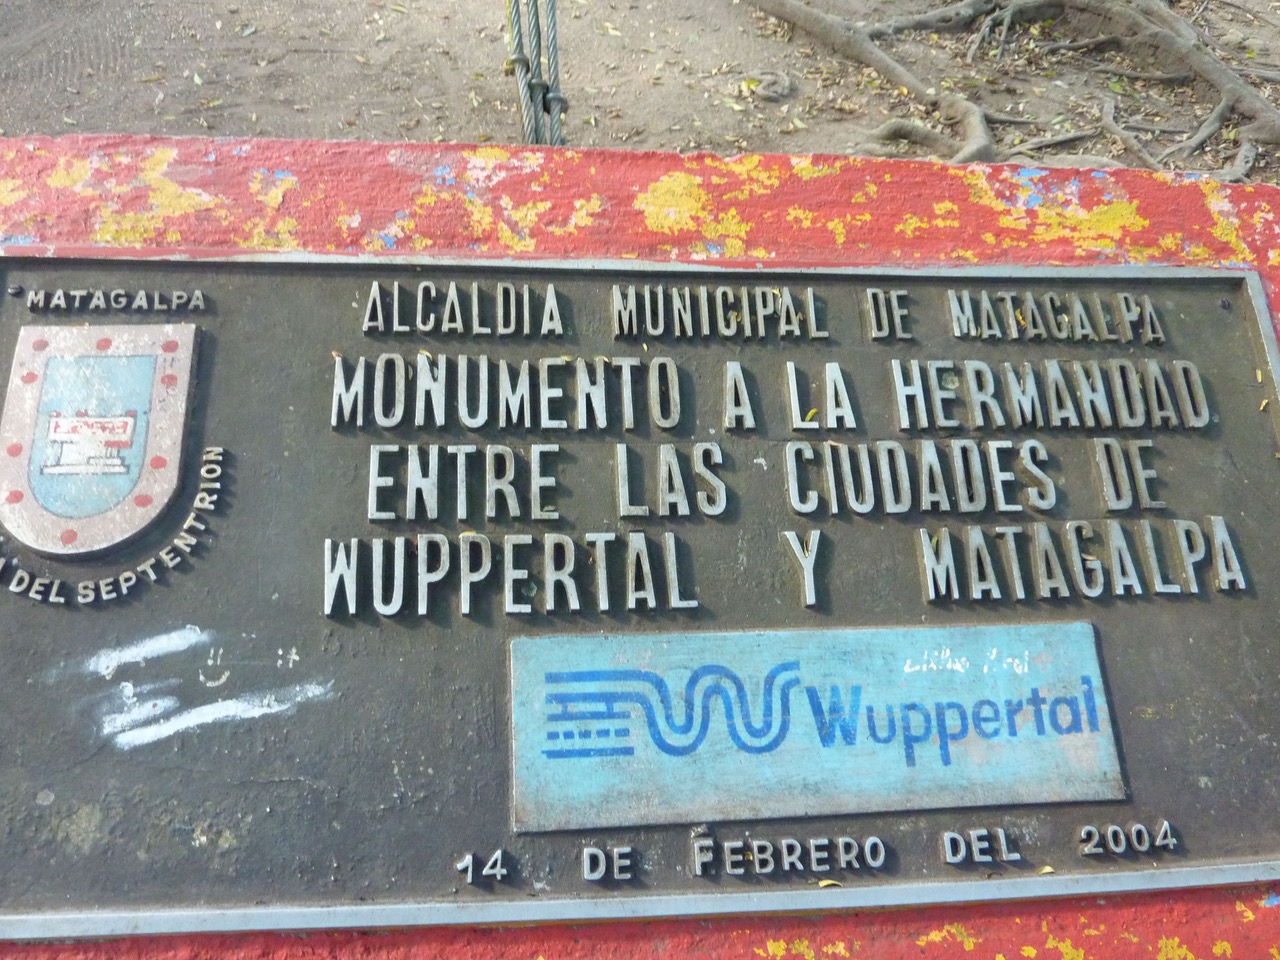 MATAGALPA
DEL SEPTENTRION
ALCALDIA MUNICIPAL DE MATAGALPA
MONUMENTO A LA HERMANDAD
ENTRE LAS CIUDADES DE
WUPPERTAL Y MATAGALPA
Wuppertal
14 DE FEBRERO DEL 2004